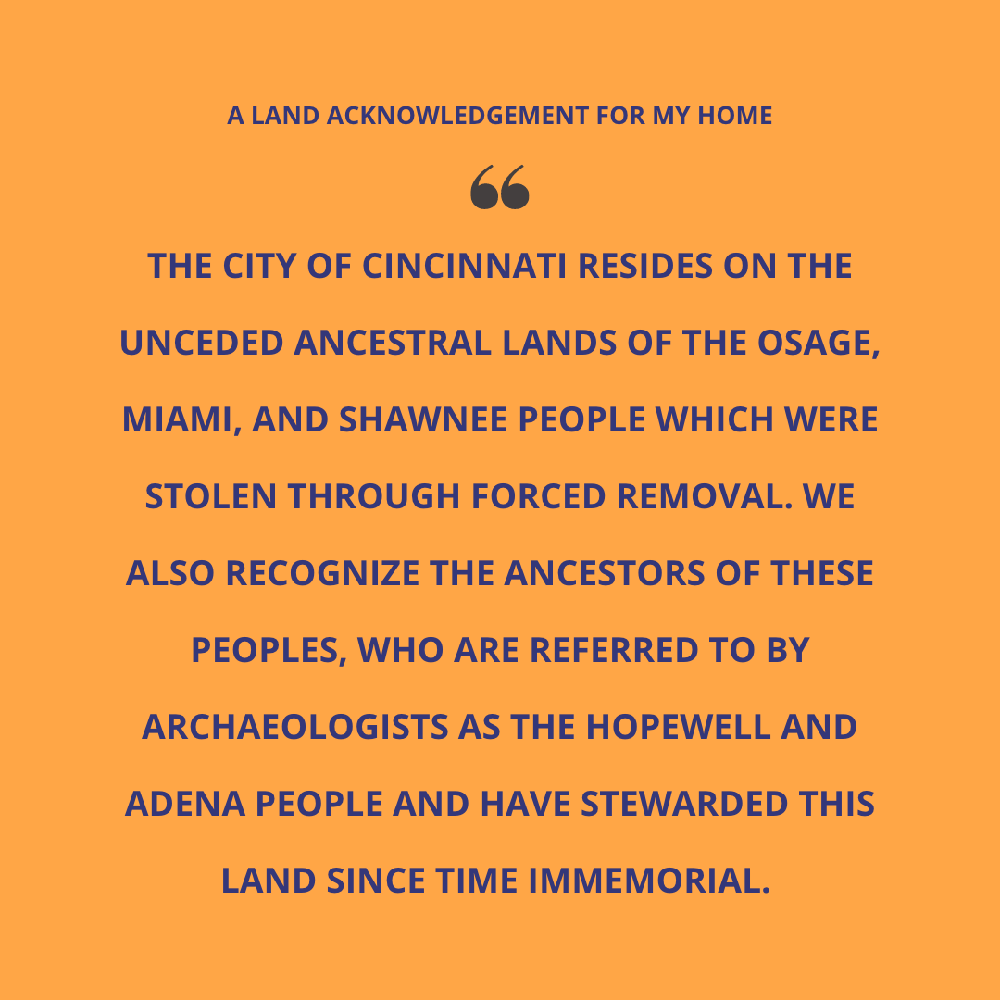 A LAND ACKNOWLEDGEMENT FOR MY HOME
“
THE CITY OF CINCINNATI RESIDES ON THE
UNCEDED ANCESTRAL LANDS OF THE OSAGE,
MIAMI, AND SHAWNEE PEOPLE WHICH WERE
STOLEN THROUGH FORCED REMOVAL. WE
ALSO RECOGNIZE THE ANCESTORS OF THESE
PEOPLES, WHO ARE REFERRED TO BY
ARCHAEOLOGISTS AS THE HOPEWELL AND
ADENA PEOPLE AND HAVE STEWARDED THIS
LAND SINCE TIME IMMEMORIAL.